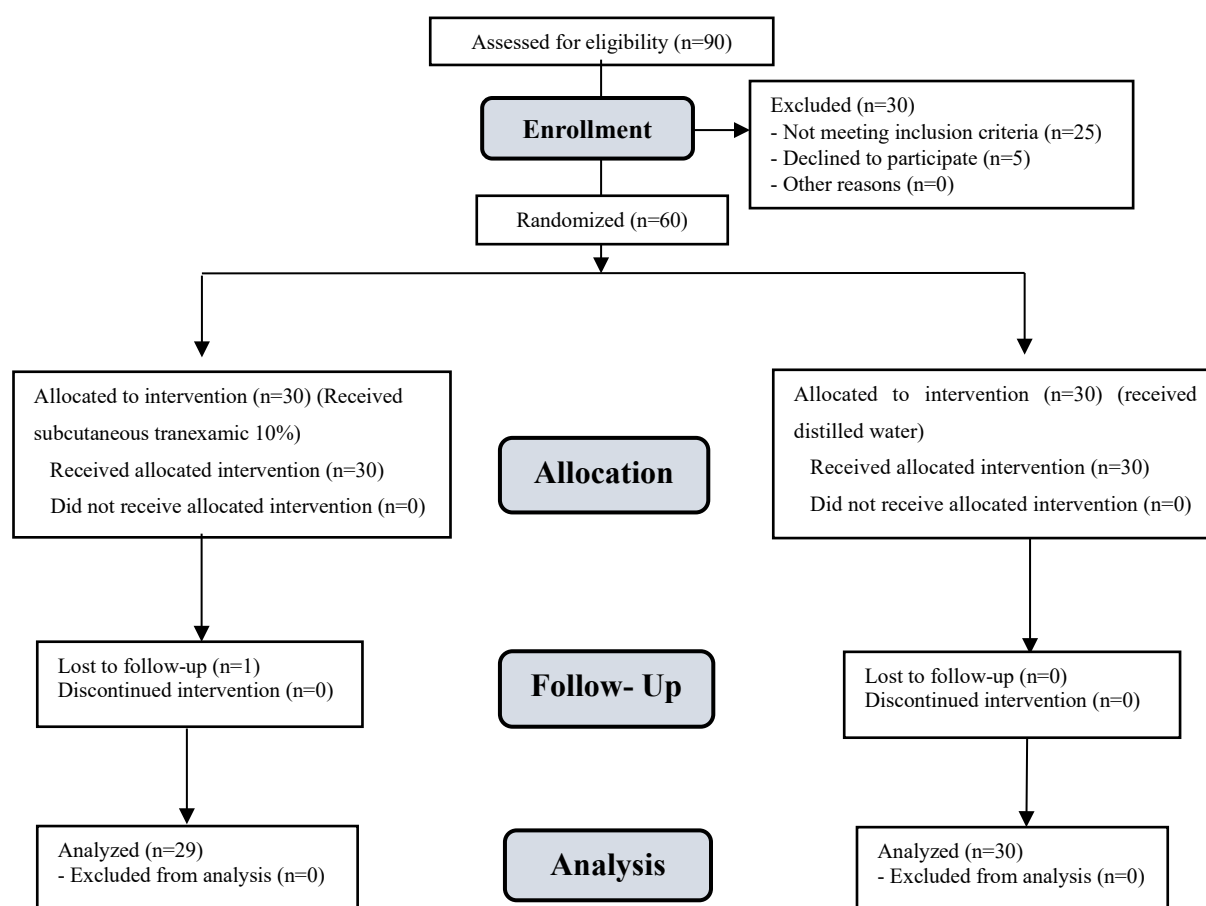 Assessed for eligibility (n=90)
Enrollment
Excluded (n=30)
- Not meeting inclusion criteria (n=25)
- Declined to participate (n=5)
- Other reasons (n=0)
Randomized (n=60)
Allocated to intervention (n=30) (Received
subcutaneous tranexamic 10%)
Received allocated intervention (n=30)
Did not receive allocated intervention (n=0)
Allocation
Allocated to intervention (n=30) (received
distilled water)
Received allocated intervention (n=30)
Did not receive allocated intervention (n=0)
Lost to follow-up (n=1)
Discontinued intervention (n=0)
Follow- Up
Lost to follow-up (n=0)
Discontinued intervention (n=0)
Analyzed (n=29)
- Excluded from analysis (n=0)
Analysis
Analyzed (n=30)
- Excluded from analysis (n=0)